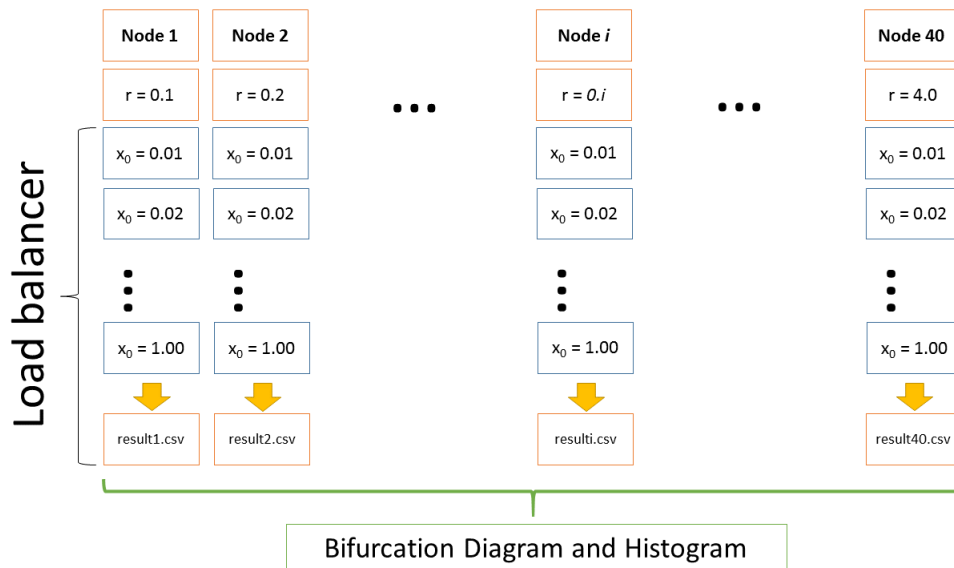 Node 1
Node 2
Node i
Node 40
r = 0.1
r = 0.2
r = 0.i
r = 4.0
Load balancer
x₀ = 0.01
x₀ = 0.01
x₀ = 0.01
x₀ = 0.01
x₀ = 0.02
x₀ = 0.02
x₀ = 0.02
x₀ = 0.02
x₀ = 1.00
x₀ = 1.00
x₀ = 1.00
x₀ = 1.00
result1.csv
result2.csv
resulti.csv
result40.csv
Bifurcation Diagram and Histogram